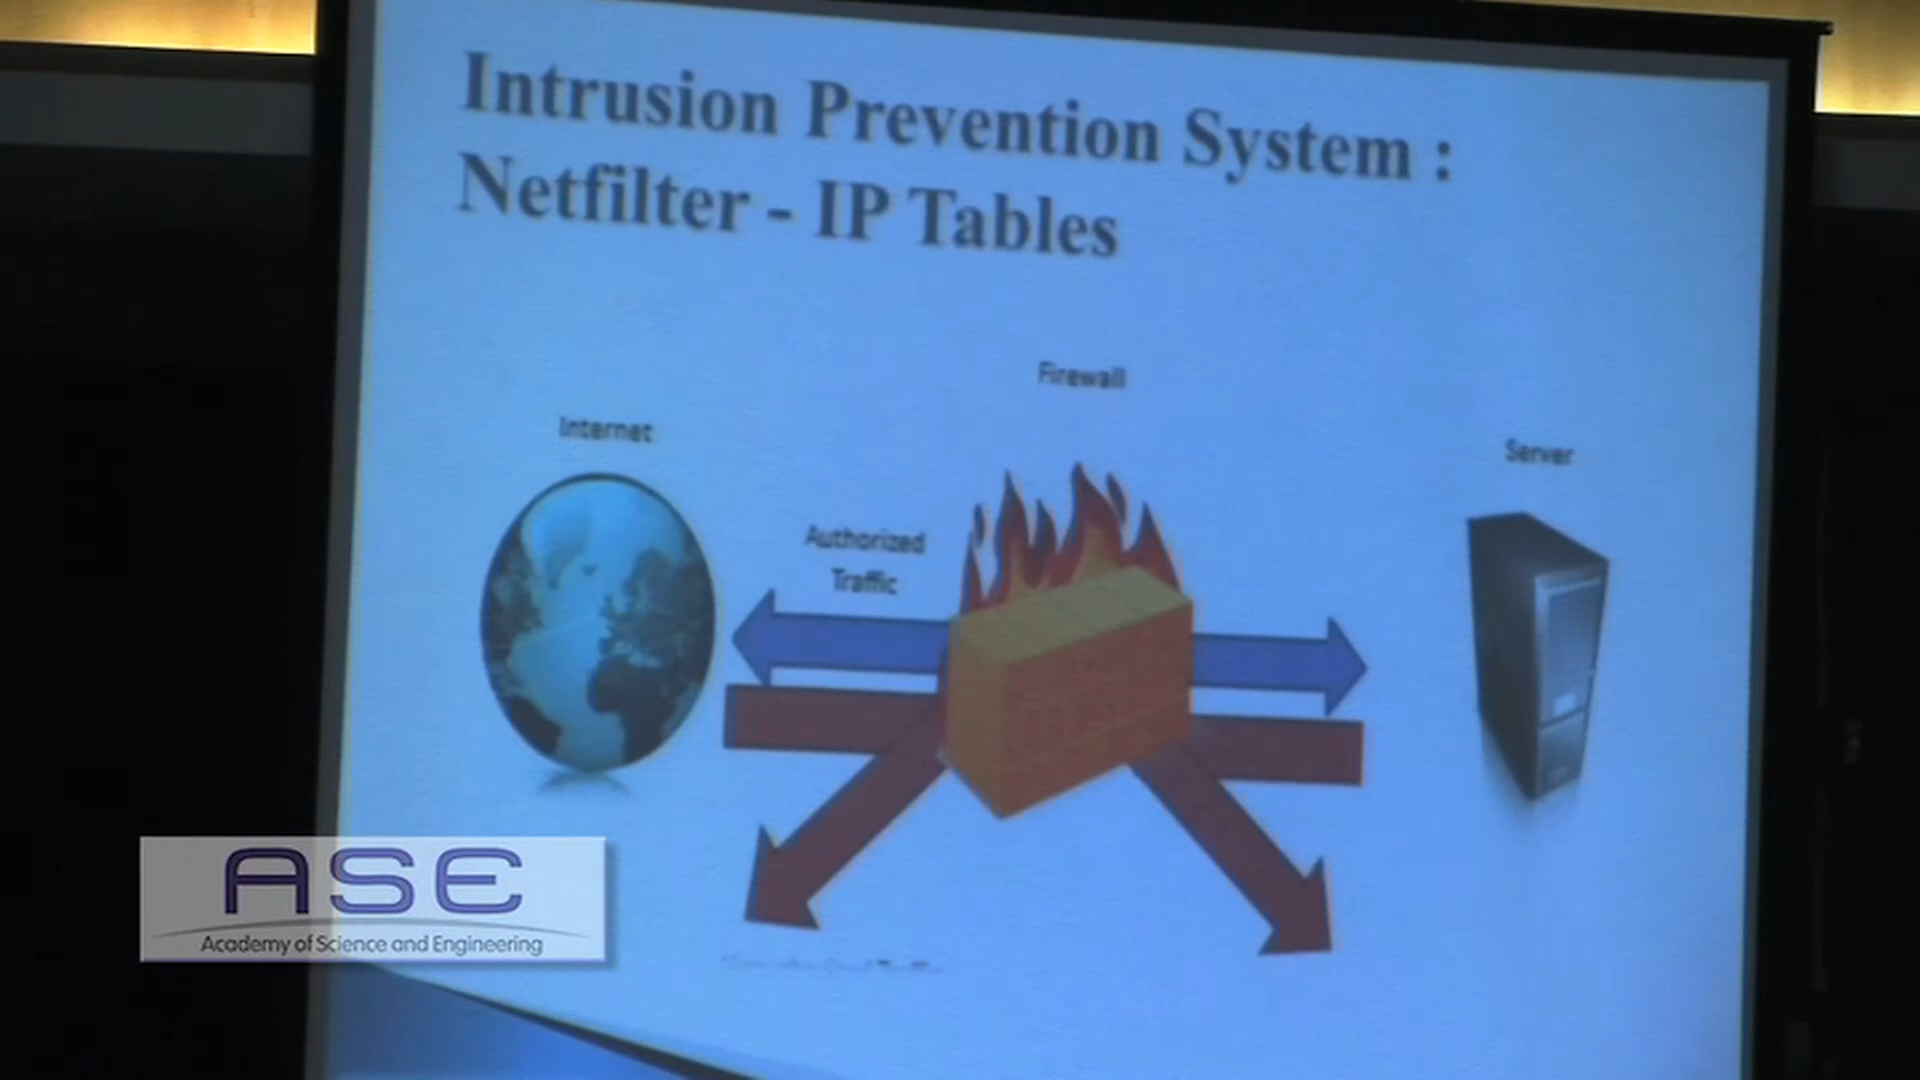 Intrusion Prevention System :
Netfilter - IP Tables
Firewall
Internet
Server
Authorized
Traffic
ASE
Academy of Science and Engineering